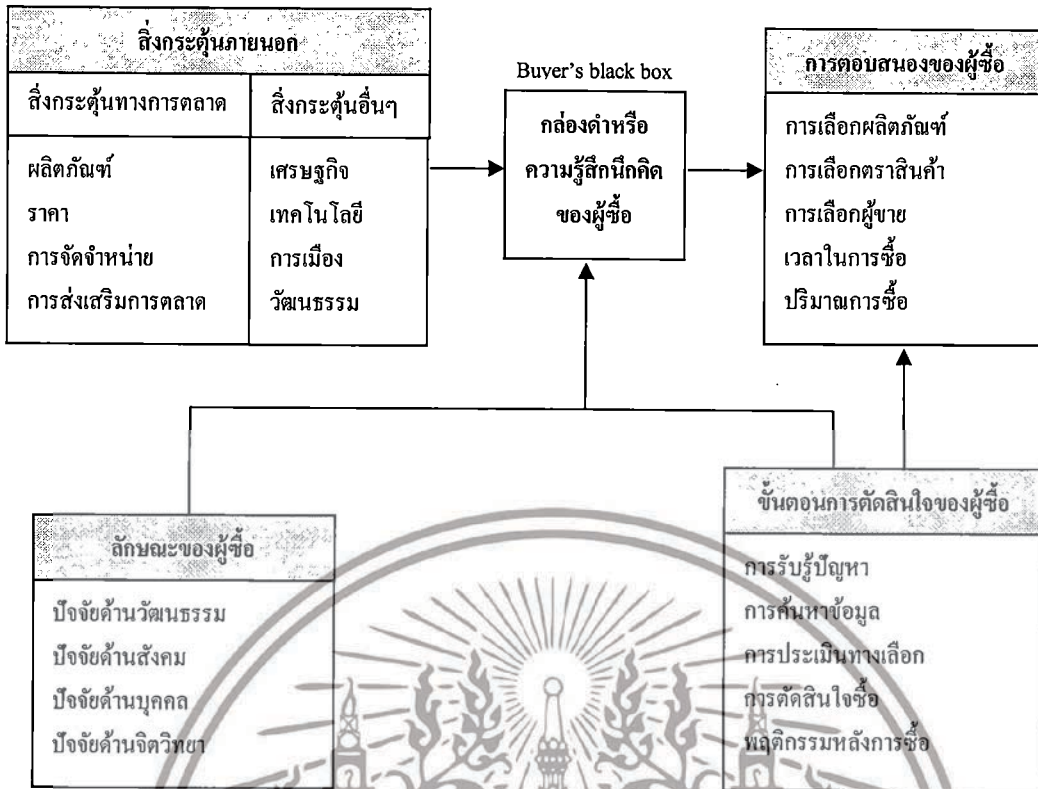 สิ่งกระตุ้นภายนอก
สิ่งกระตุ้นทางการตลาด
สิ่งกระตุ้นอื่นๆ
ผลิตภัณฑ์
ราคา
การจัดจำหน่าย
การส่งเสริมการตลาด
เศรษฐกิจ
เทคโนโลยี
การเมือง
วัฒนธรรม
Buyer's black box
กล่องดำหรือ
ความรู้สึกนึกคิด
ของผู้ซื้อ
การตอบสนองของผู้ซื้อ
การเลือกผลิตภัณฑ์
การเลือกตราสินค้า
การเลือกผู้ขาย
เวลาในการซื้อ
ปริมาณการซื้อ
ลักษณะของผู้ซื้อ
ปัจจัยด้านวัฒนธรรม
ปัจจัยด้านสังคม
ปัจจัยด้านบุคคล
ปัจจัยด้านจิตวิทยา
ขั้นตอนการตัดสินใจของผู้ซื้อ
การรับรู้ปัญหา
การค้นหาข้อมูล
การประเมินทางเลือก
การตัดสินใจซื้อ
พฤติกรรมหลังการซื้อ